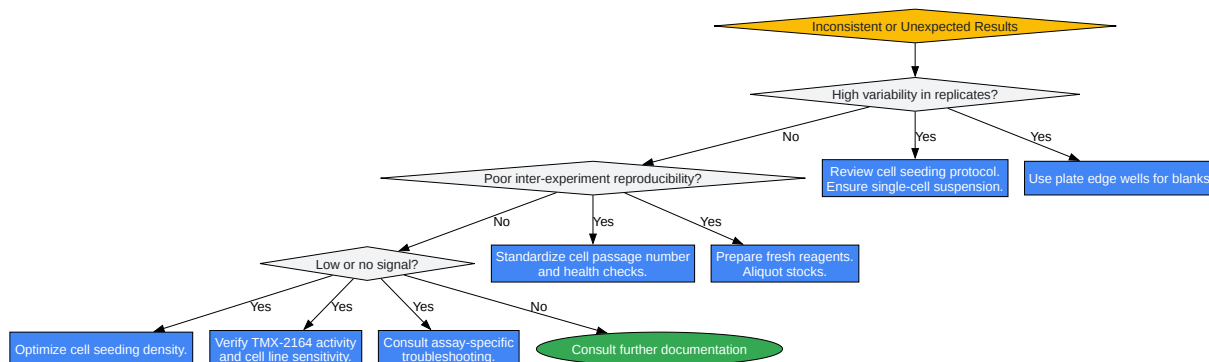 Inconsistent or Unexpected Results
High variability in replicates?
No
Yes
Yes
Poor inter-experiment reproducibility?
Review cell seeding protocol.
Ensure single-cell suspension.
Use plate edge wells for blanks
No
Yes
Yes
Low or no signal?
Standardize cell passage number
and health checks.
Prepare fresh reagents.
Aliquot stocks.
Yes
Yes
Yes
No
Optimize cell seeding density.
Verify TMX-2164 activity
and cell line sensitivity.
Consult assay-specific
troubleshooting.
Consult further documentation